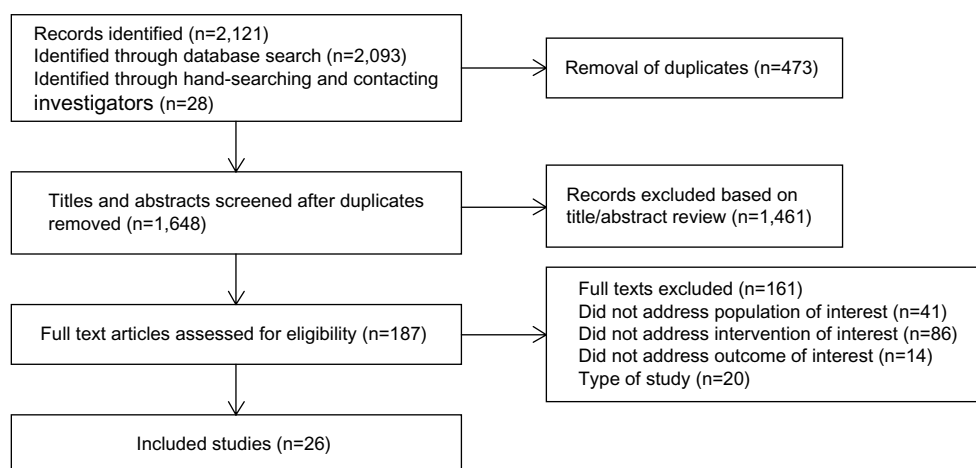 Records identified (n=2,121)
Identified through database search (n=2,093)
Identified through hand-searching and contacting
investigators (n=28)
Removal of duplicates (n=473)
Titles and abstracts screened after duplicates
removed (n=1,648)
Records excluded based on
title/abstract review (n=1,461)
Full text articles assessed for eligibility (n=187)
Full texts excluded (n=161)
Did not address population of interest (n=41)
Did not address intervention of interest (n=86)
Did not address outcome of interest (n=14)
Type of study (n=20)
Included studies (n=26)